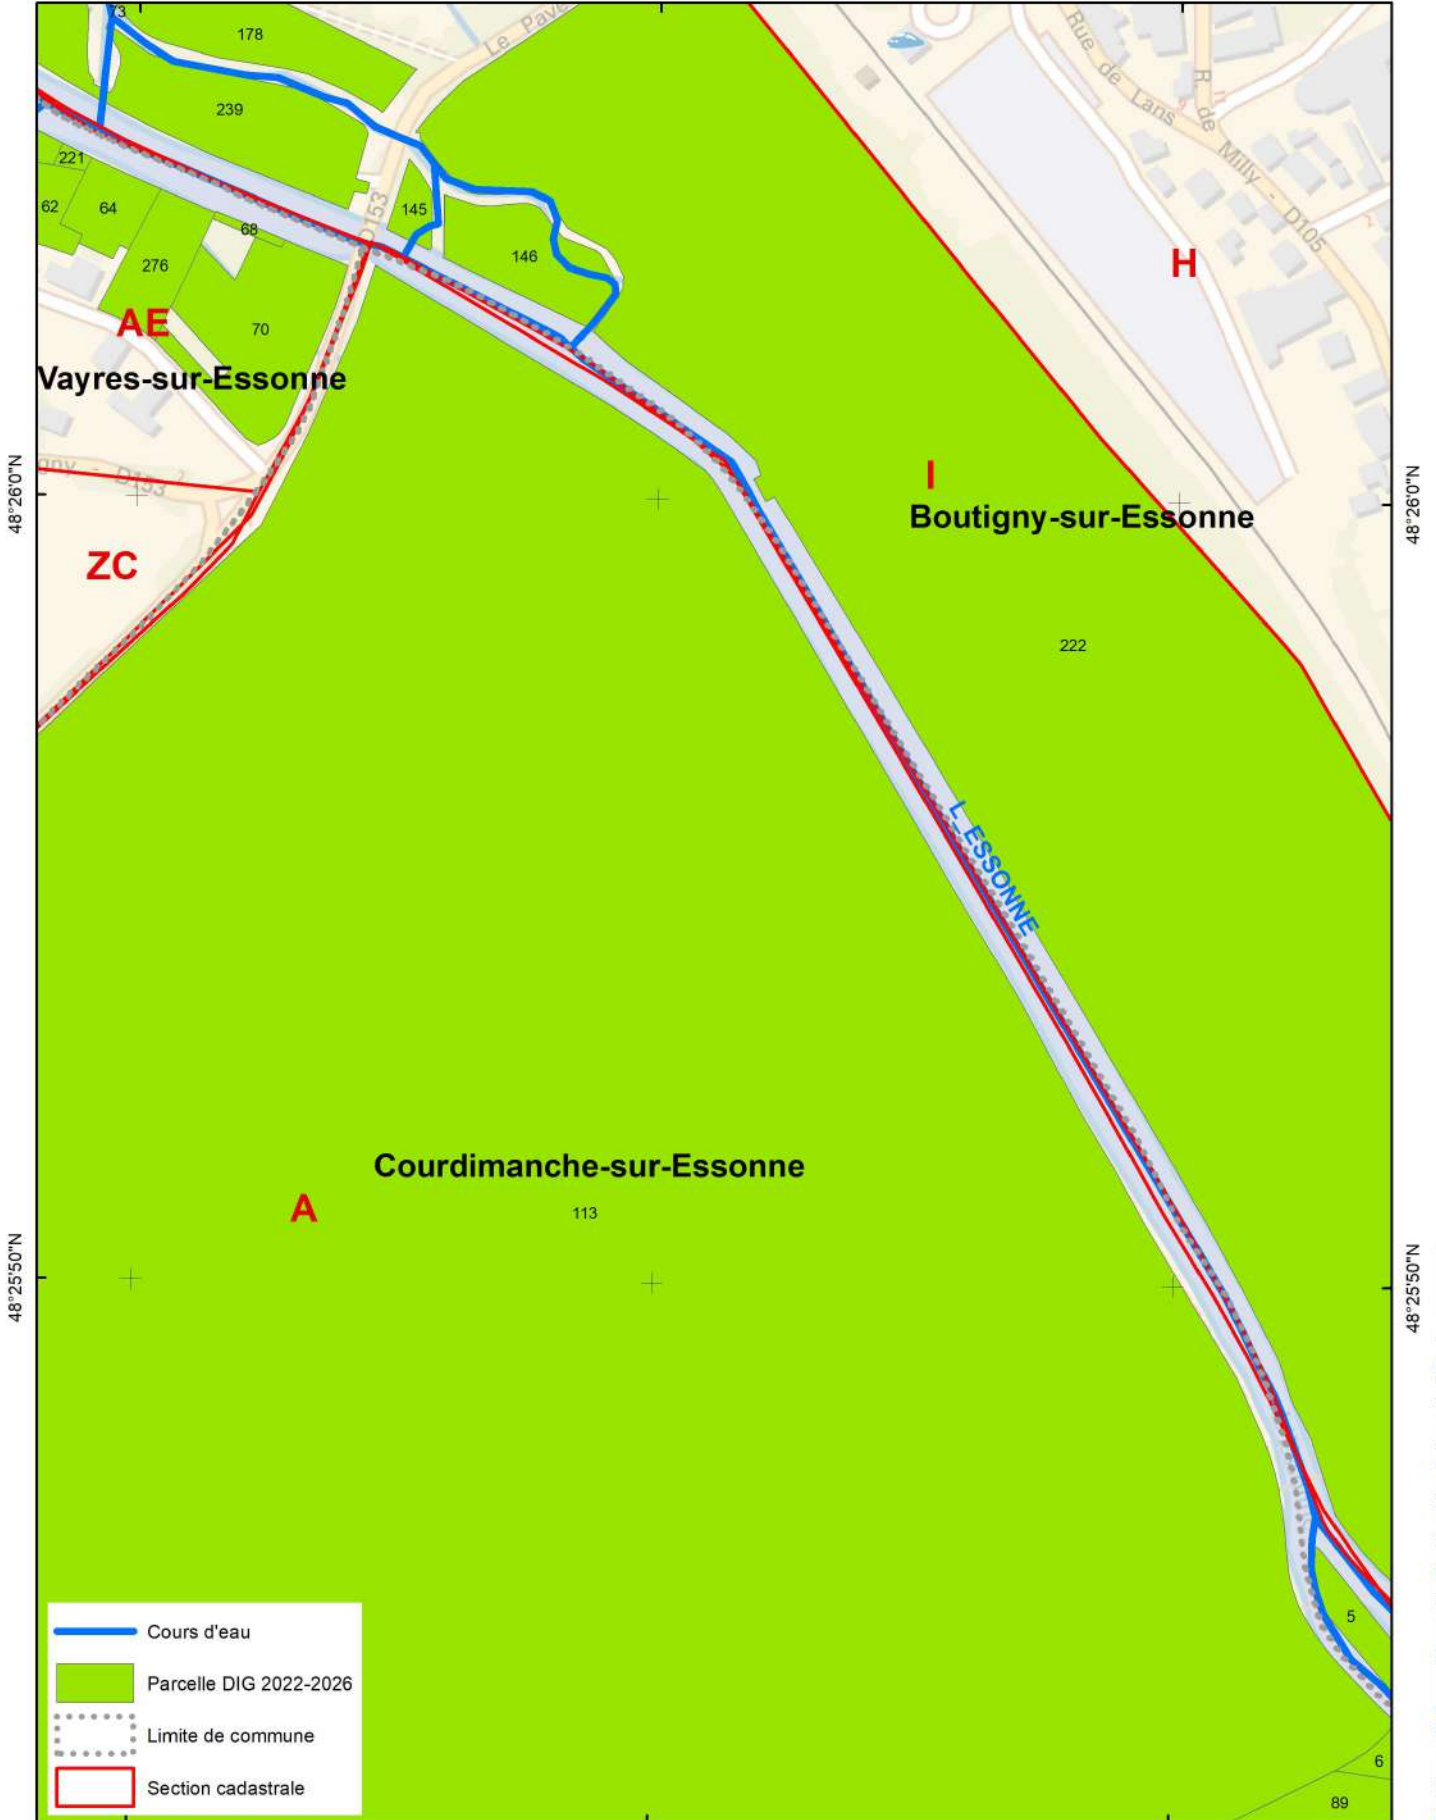 73
178
Le Pavé
239
Rue de Lans
R de Milly - D105
221
62
64
68
145
D153
146
276
H
AE
70
Vayres-sur-Essonne
gny - D153
I
48°26'0"N
48°26'0"N
Boutigny-sur-Essonne
ZC
222
L_ESSONNE
Courdimanche-sur-Essonne
A
113
48°25'50"N
48°25'50"N
Cours d'eau
5
Parcelle DIG 2022-2026
Limite de commune
6
Section cadastrale
89